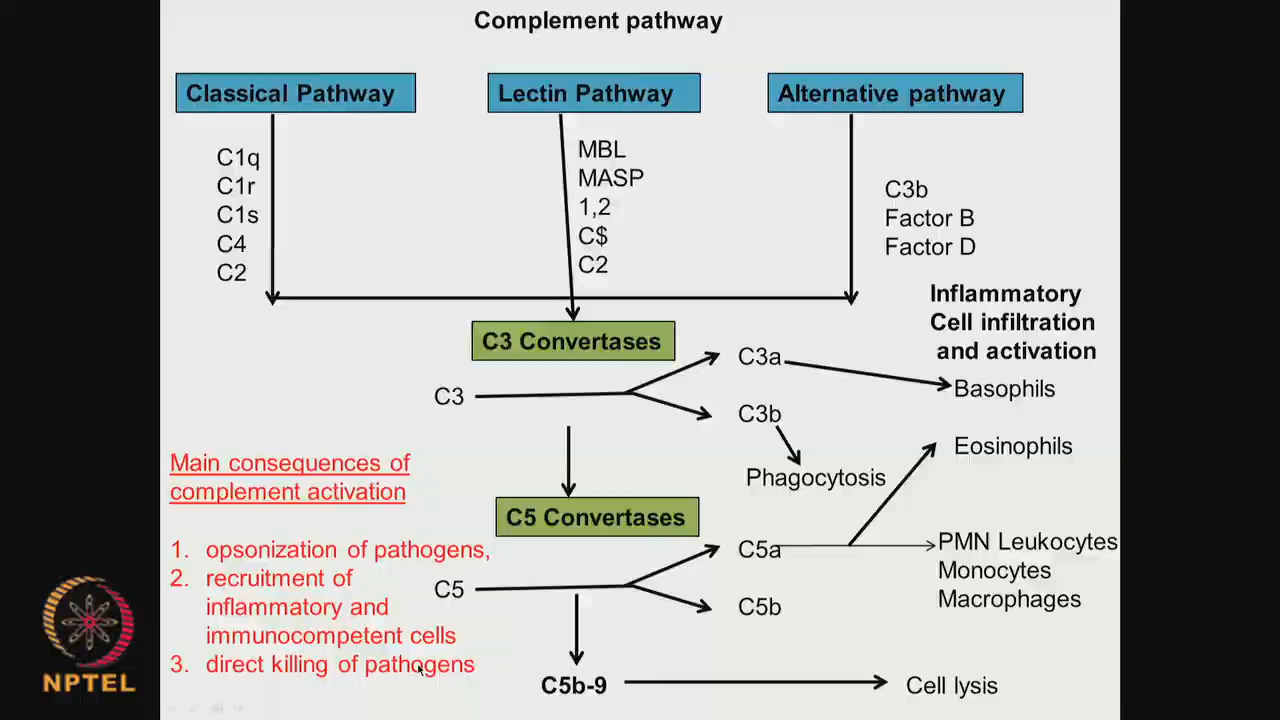 Complement pathway
Classical Pathway
Lectin Pathway
Alternative pathway
C1q
C1r
C1s
C4
C2
MBL
MASP
1,2
C$
C2
C3b
Factor B
Factor D
Inflammatory
Cell infiltration
and activation
C3 Convertases
C3
C3a
C3b
Basophils
Eosinophils
Phagocytosis
Main consequences of
complement activation
C5 Convertases
1. opsonization of pathogens,
2. recruitment of
inflammatory and
immunocompetent cells
3. direct killing of pathogens
C5
C5a
C5b
PMN Leukocytes
Monocytes
Macrophages
C5b-9
Cell lysis
NPTEL